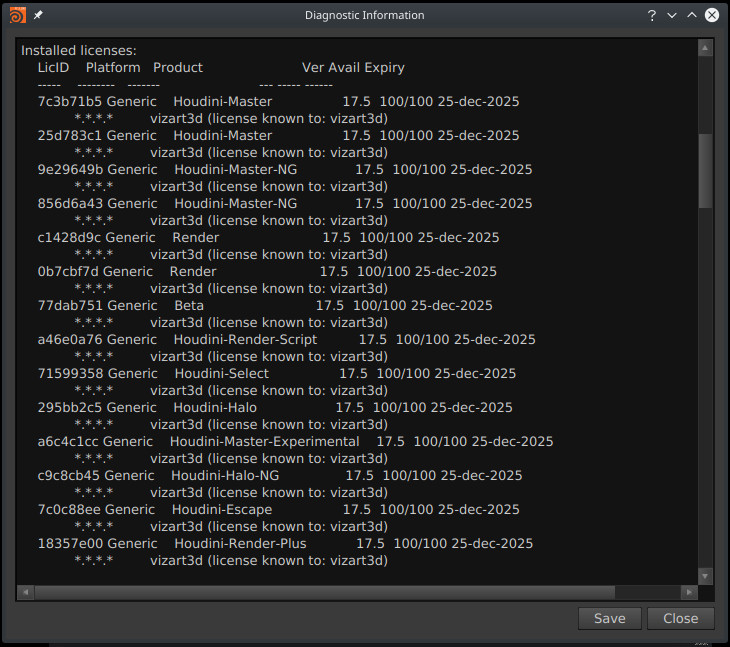 Diagnostic Information
Installed licenses:
LicID Platform Product Ver Avail Expiry
----- -------- ------- --- ----- ------
7c3b71b5 Generic Houdini-Master 17.5 100/100 25-dec-2025
*.*.*.* vizart3d (license known to: vizart3d)
25d783c1 Generic Houdini-Master 17.5 100/100 25-dec-2025
*.*.*.* vizart3d (license known to: vizart3d)
9e29649b Generic Houdini-Master-NG 17.5 100/100 25-dec-2025
*.*.*.* vizart3d (license known to: vizart3d)
856d6a43 Generic Houdini-Master-NG 17.5 100/100 25-dec-2025
*.*.*.* vizart3d (license known to: vizart3d)
c1428d9c Generic Render 17.5 100/100 25-dec-2025
*.*.*.* vizart3d (license known to: vizart3d)
0b7cbf7d Generic Render 17.5 100/100 25-dec-2025
*.*.*.* vizart3d (license known to: vizart3d)
77dab751 Generic Beta 17.5 100/100 25-dec-2025
*.*.*.* vizart3d (license known to: vizart3d)
a46e0a76 Generic Houdini-Render-Script 17.5 100/100 25-dec-2025
*.*.*.* vizart3d (license known to: vizart3d)
71599358 Generic Houdini-Select 17.5 100/100 25-dec-2025
*.*.*.* vizart3d (license known to: vizart3d)
295bb2c5 Generic Houdini-Halo 17.5 100/100 25-dec-2025
*.*.*.* vizart3d (license known to: vizart3d)
a6c4c1cc Generic Houdini-Master-Experimental 17.5 100/100 25-dec-2025
*.*.*.* vizart3d (license known to: vizart3d)
c9c8cb45 Generic Houdini-Halo-NG 17.5 100/100 25-dec-2025
*.*.*.* vizart3d (license known to: vizart3d)
7c0c88ee Generic Houdini-Escape 17.5 100/100 25-dec-2025
*.*.*.* vizart3d (license known to: vizart3d)
18357e00 Generic Houdini-Render-Plus 17.5 100/100 25-dec-2025
*.*.*.* vizart3d (license known to: vizart3d)
Save Close